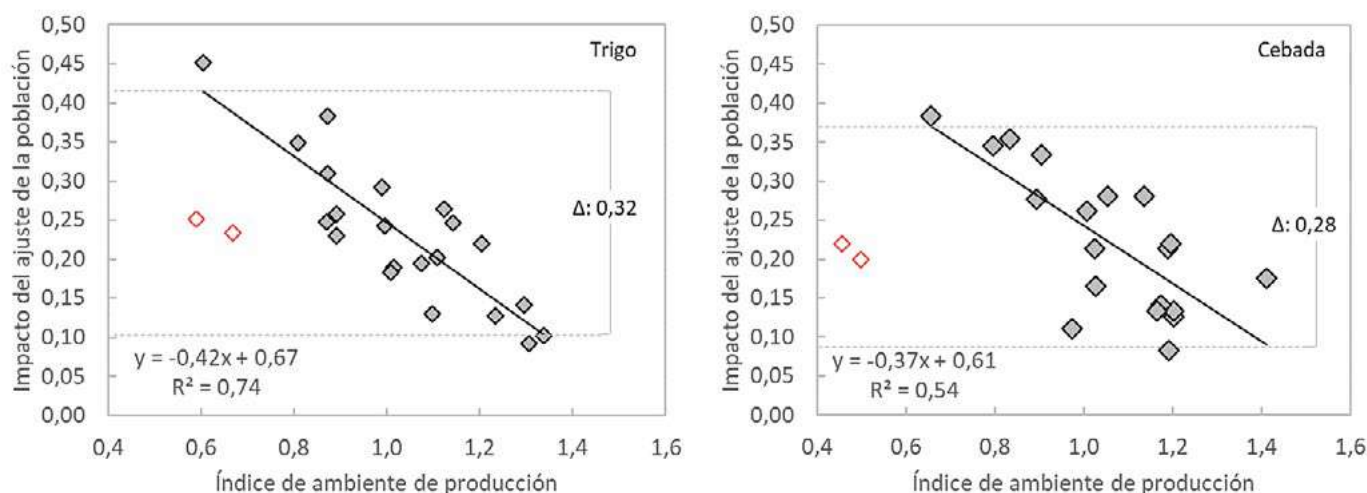 Impacto del ajuste de la población
0,50
0,45
0,40
0,35
0,30
0,25
0,20
0,15
0,10
0,05
0,00
Trigo
Δ: 0,32
y = -0,42x + 0,67
R² = 0,74
0,4 0,6 0,8 1,0 1,2 1,4 1,6
Índice de ambiente de producción
Impacto del ajuste de la población
0,50
0,45
0,40
0,35
0,30
0,25
0,20
0,15
0,10
0,05
0,00
Cebada
Δ: 0,28
y = -0,37x + 0,61
R² = 0,54
0,4 0,6 0,8 1,0 1,2 1,4 1,6
Índice de ambiente de producción